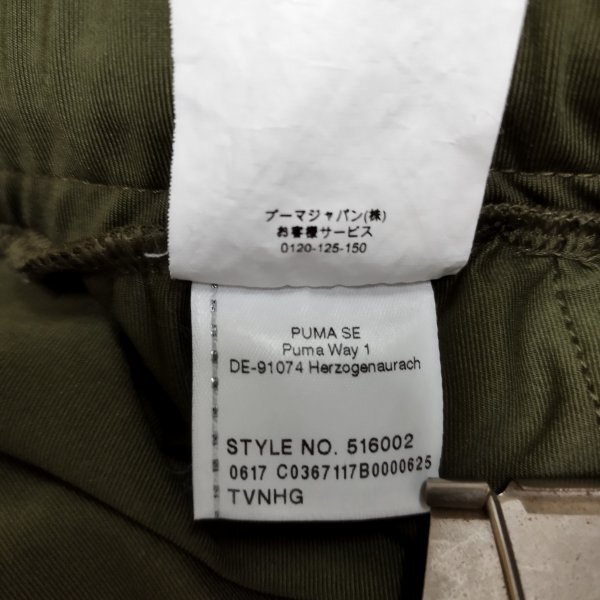 プーマジャパン(株)
お客様サービス
0120-125-150
PUMA SE
Puma Way 1
DE-91074 Herzogenaurach
STYLE NO. 516002
0617 C0367117B0000625
TVNHG